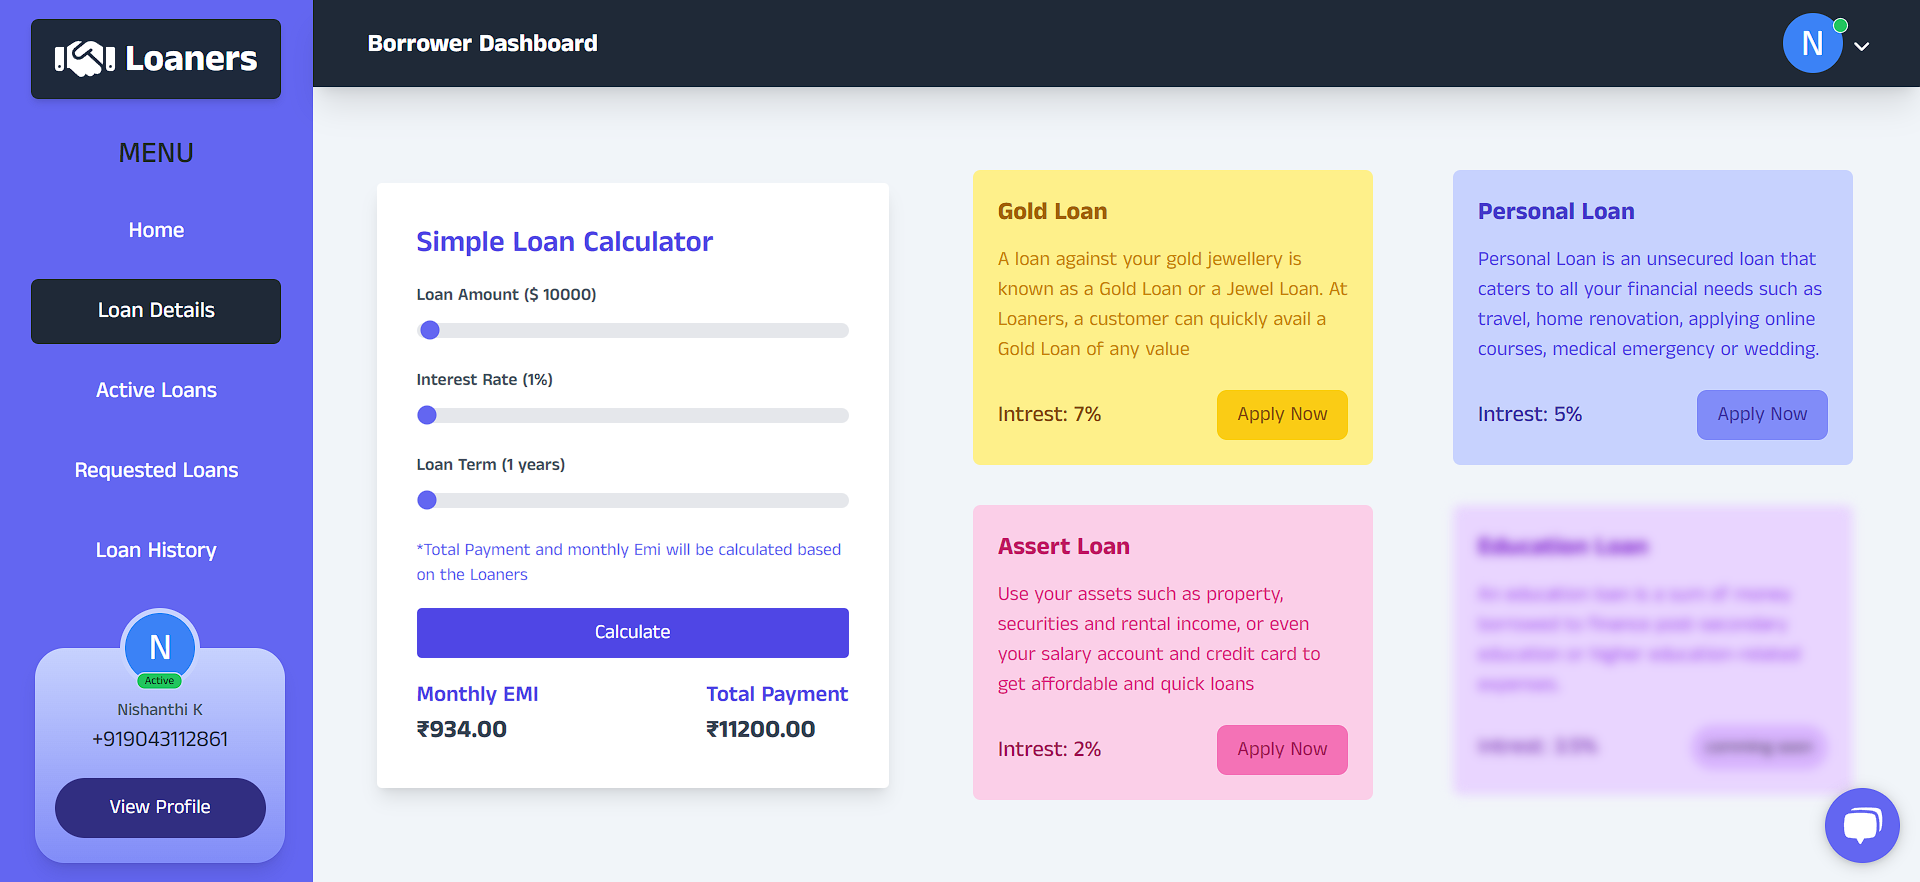 Loaners
MENU
Home
Loan Details
Active Loans
Requested Loans
Loan History
N
Active
Nishanthi K
+919043112861
View Profile
Borrower Dashboard
N
Simple Loan Calculator
Loan Amount ($ 10000)
Interest Rate (1%)
Loan Term (1 years)
*Total Payment and monthly Emi will be calculated based
on the Loaners
Calculate
Monthly EMI
₹934.00
Total Payment
₹11200.00
Gold Loan
A loan against your gold jewellery is
known as a Gold Loan or a Jewel Loan. At
Loaners, a customer can quickly avail a
Gold Loan of any value
Intrest: 7%
Apply Now
Personal Loan
Personal Loan is an unsecured loan that
caters to all your financial needs such as
travel, home renovation, applying online
courses, medical emergency or wedding.
Intrest: 5%
Apply Now
Assert Loan
Use your assets such as property,
securities and rental income, or even
your salary account and credit card to
get affordable and quick loans
Intrest: 2%
Apply Now
Education Loan